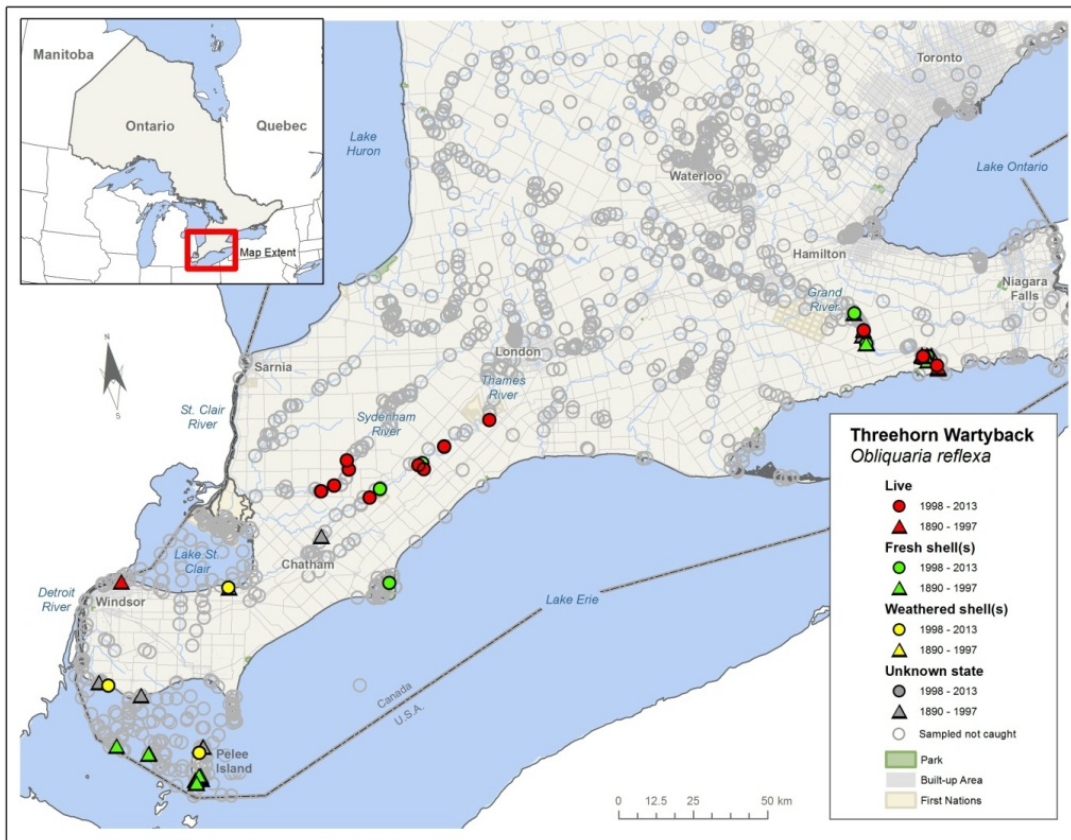 Manitoba
Ontario
Quebec
Map Extent
Lake
Huron
Toronto
Waterloo
Lake Ontario
Hamilton
Niagara
Falls
Grand
River
N
S
Sarnia
London
Thames
River
St. Clair
River
Sydenham
River
Lake St.
Clair
Chatham
Detroit
River
Windsor
Lake Erie
Canada
U.S.A.
Pelee
Island
Threehorn Wartyback
Obliquaria reflexa
Live
1998 - 2013
1890 - 1997
Fresh shell(s)
1998 - 2013
1890 - 1997
Weathered shell(s)
1998 - 2013
1890 - 1997
Unknown state
1998 - 2013
1890 - 1997
Sampled not caught
Park
Built-up Area
First Nations
0 12.5 25 50 km